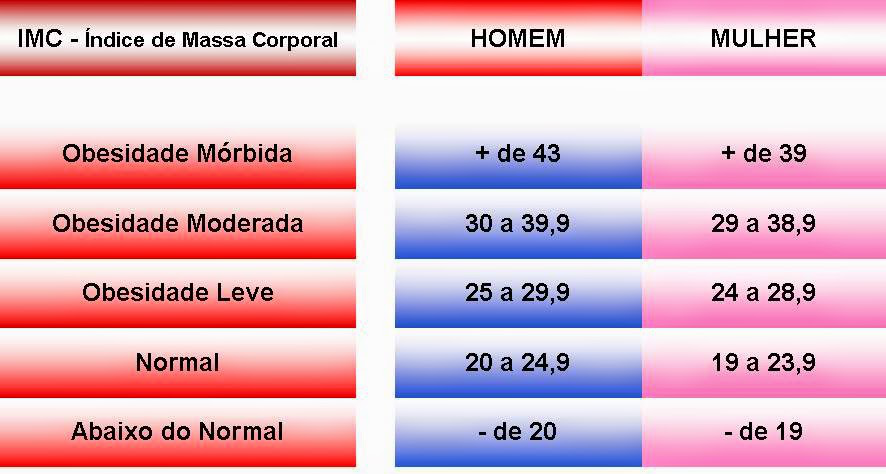 IMC - Índice de Massa Corporal HOMEM MULHER
Obesidade Mórbida + de 43 + de 39
Obesidade Moderada 30 a 39,9 29 a 38,9
Obesidade Leve 25 a 29,9 24 a 28,9
Normal 20 a 24,9 19 a 23,9
Abaixo do Normal - de 20 - de 19